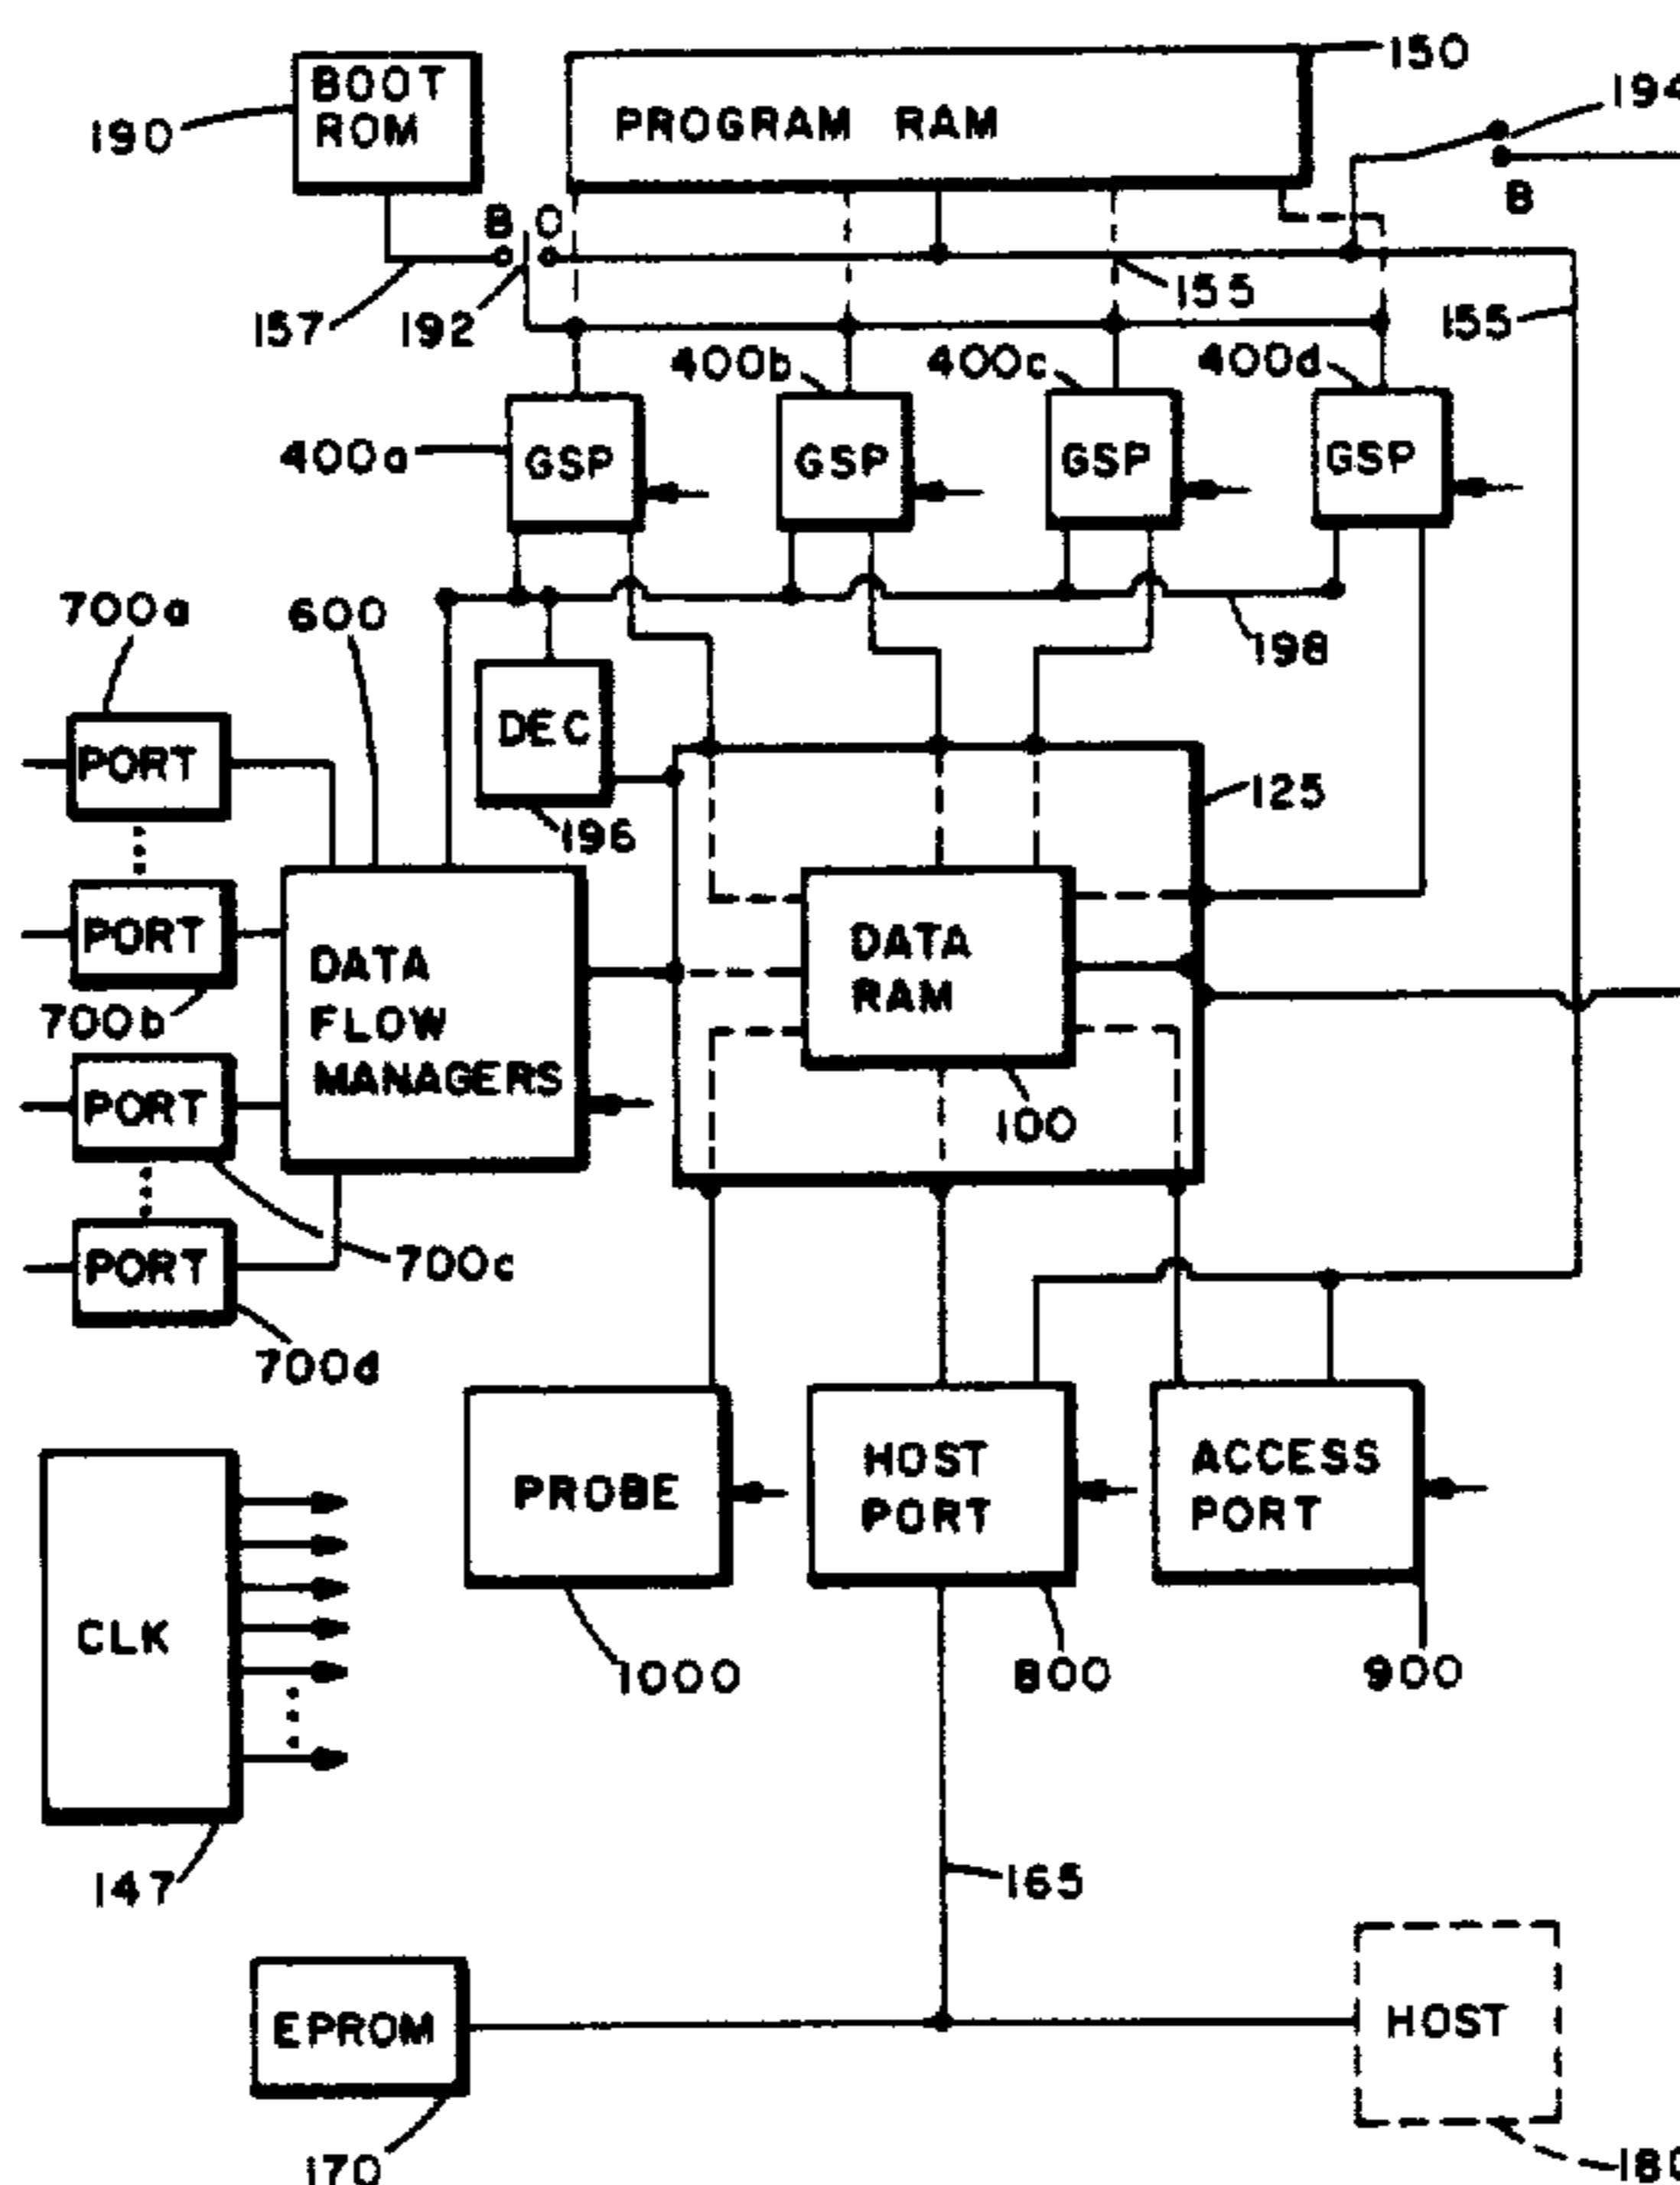 150
BOOT
ROM
PROGRAM RAM
190
194
B O
B
157
192
155
155
400b
400c
400d
400a
GSP
GSP
GSP
GSP
700a
600
198
DEC
PORT
125
196
PORT
DATA
FLOW
MANAGERS
DATA
RAM
700b
PORT
100
PORT
700c
700d
PROBE
HOST
PORT
ACCESS
PORT
CLK
1000
800
900
147
165
EPROM
HOST
170
180